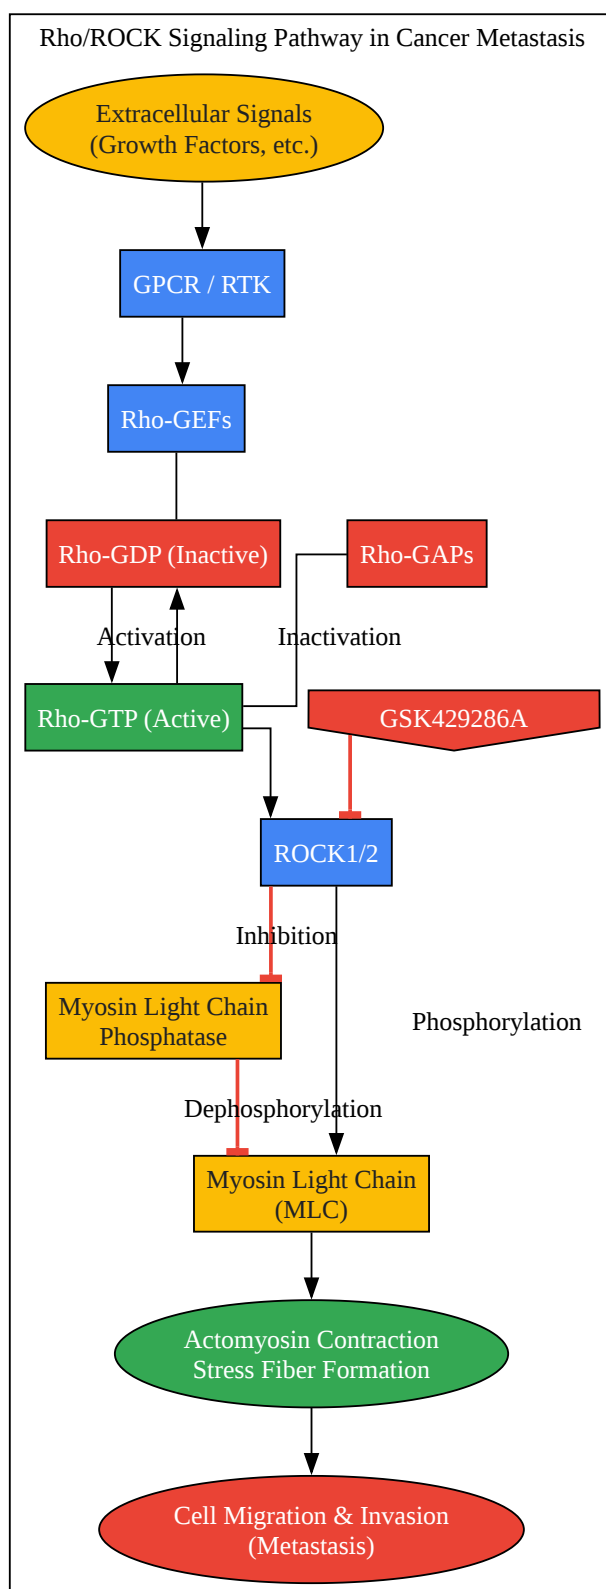 Rho/ROCK Signaling Pathway in Cancer Metastasis
Extracellular Signals
(Growth Factors, etc.)
GPCR / RTK
Rho-GEFs
Rho-GDP (Inactive)
Rho-GAPs
Activation
Inactivation
Rho-GTP (Active)
GSK429286A
ROCK1/2
Inhibition
Myosin Light Chain
Phosphatase
Phosphorylation
Dephosphorylation
Myosin Light Chain
(MLC)
Actomyosin Contraction
Stress Fiber Formation
Cell Migration & Invasion
(Metastasis)